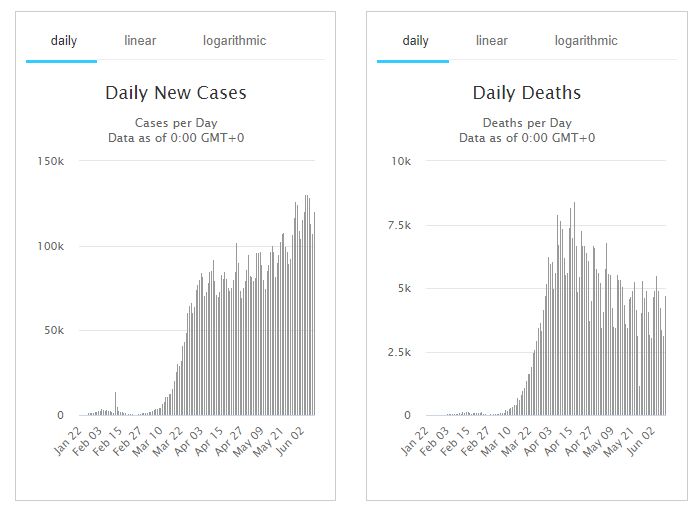 daily linear logarithmic
Daily New Cases
Cases per Day
Data as of 0:00 GMT+0
150k
100k
50k
0
Jan 22 Feb 03 Feb 15 Feb 27 Mar 10 Mar 22 Apr 03 Apr 15 Apr 27 May 09 May 21 Jun 02
daily linear logarithmic
Daily Deaths
Deaths per Day
Data as of 0:00 GMT+0
10k
7.5k
5k
2.5k
0
Jan 22 Feb 03 Feb 15 Feb 27 Mar 10 Mar 22 Apr 03 Apr 15 Apr 27 May 09 May 21 Jun 02